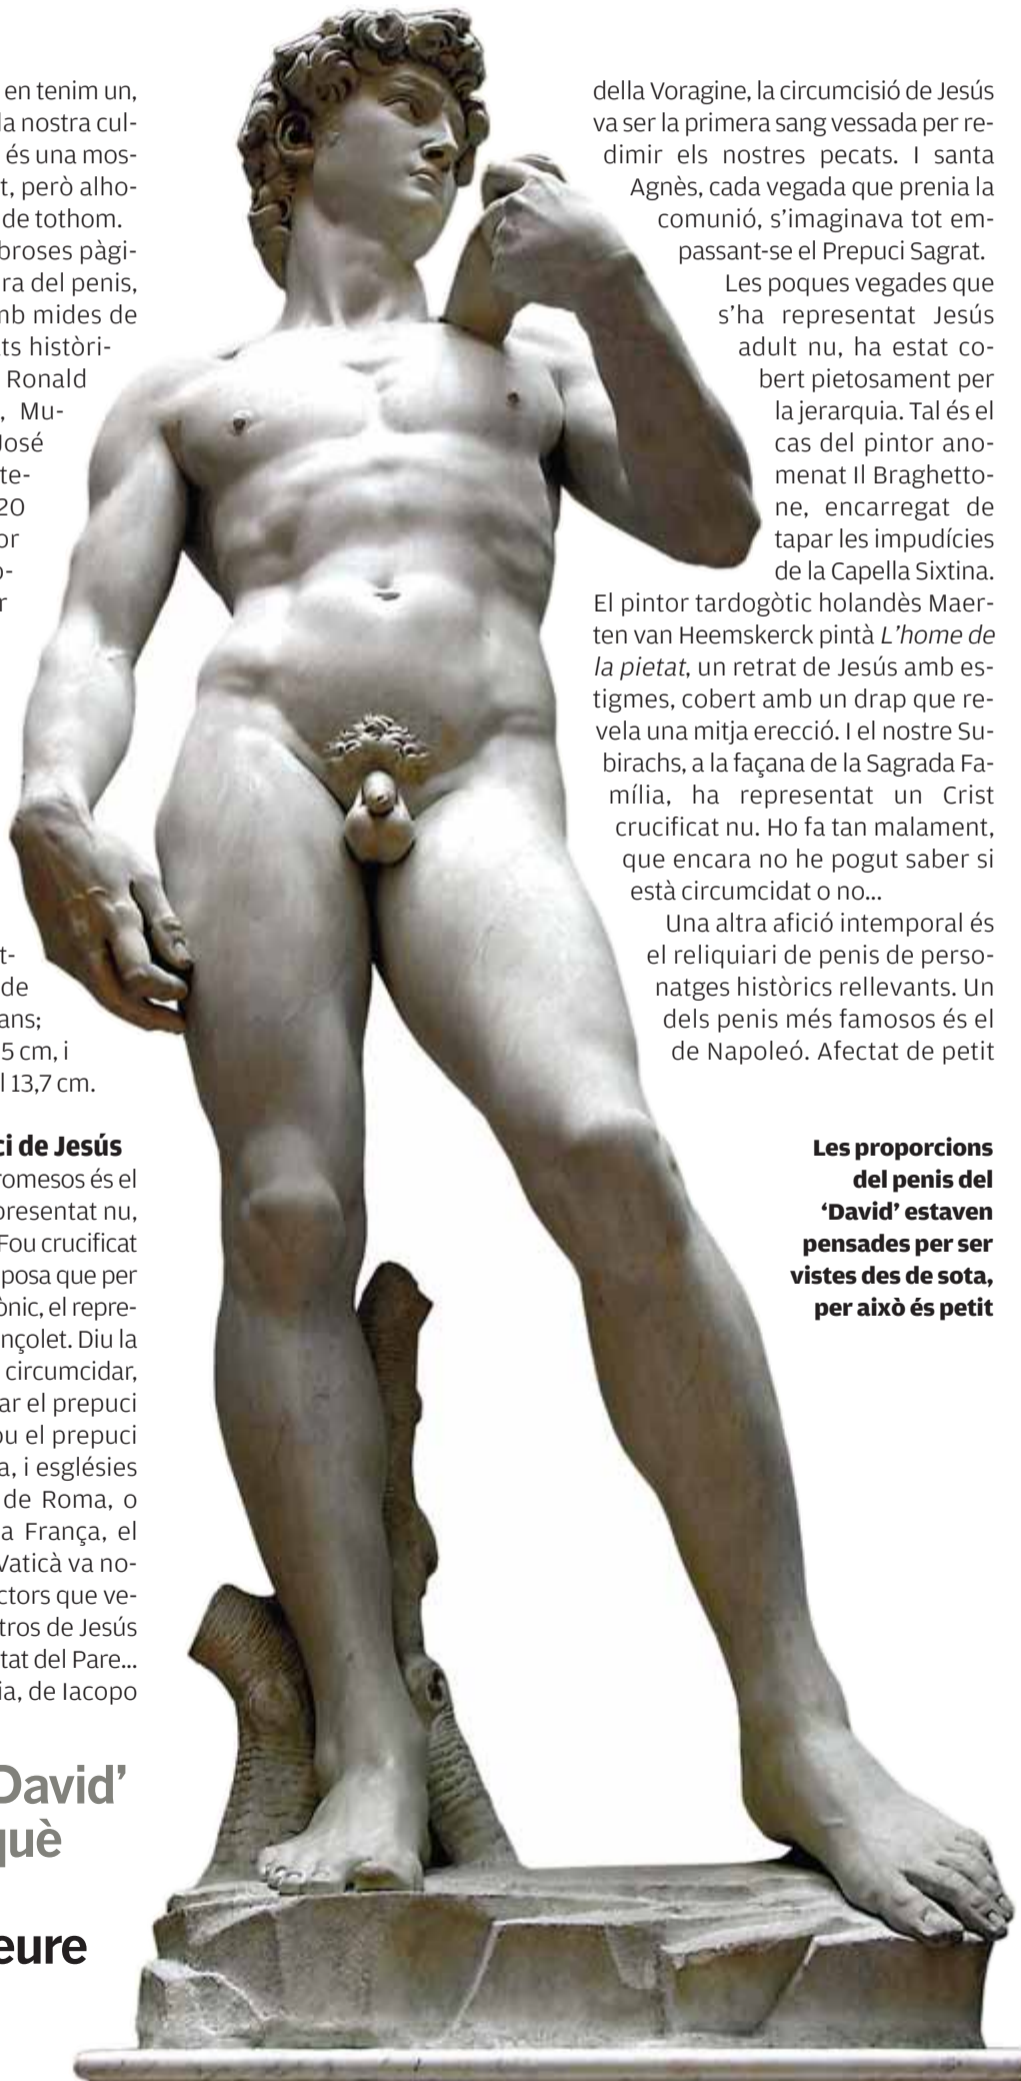 en tenim un,
la nostra cul-
és una mos-
t, però alho-
de tothom.
broses pàgi-
ra del penis,
mb mides de
ts històri-
Ronald
, Mu-
José
te-
20
or
o-
r
t-
de
ans;
5 cm, i
l 13,7 cm.
ci de Jesús
romesos és el
presentat nu,
Fou crucificat
posa que per
ònic, el repre-
nçolet. Diu la
circumcidar,
ar el prepuci
ou el prepuci
a, i esglésies
de Roma, o
a França, el
Vaticà va no-
ctors que ve-
tros de Jesús
tat del Pare...
ia, de Iacopo
David’
què
eure
della Voragine, la circumcisió de Jesús
va ser la primera sang vessada per re-
dimir els nostres pecats. I santa
Agnès, cada vegada que prenia la
comunió, s’imaginava tot em-
passant-se el Prepuci Sagrat.
Les poques vegades que
s’ha representat Jesús
adult nu, ha estat co-
bert pietosament per
la jerarquia. Tal és el
cas del pintor ano-
menat Il Braghetto-
ne, encarregat de
tapar les impudícies
de la Capella Sixtina.
El pintor tardogòtic holandès Maer-
ten van Heemskerck pintà L’home de
la pietat, un retrat de Jesús amb es-
tigmes, cobert amb un drap que re-
vela una mitja erecció. I el nostre Su-
birachs, a la façana de la Sagrada Fa-
mília, ha representat un Crist
crucificat nu. Ho fa tan malament,
que encara no he pogut saber si
està circumcidat o no...
Una altra afició intemporal és
el reliquiari de penis de perso-
natges històrics rellevants. Un
dels penis més famosos és el
de Napoleó. Afectat de petit
Les proporcions
del penis del
‘David’ estaven
pensades per ser
vistes des de sota,
per això és petit